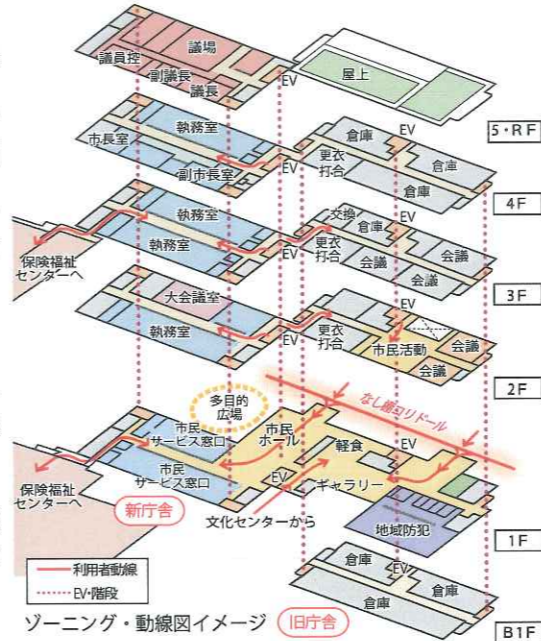 議場
議員控
副議長
議長
EV
屋上
5・RF
執務室
市長室
副市長室
EV
EV
倉庫
更衣
打合
倉庫
倉庫
4F
執務室
執務室
保険福祉
センターへ
EV
EV
交換
倉庫
更衣
打合
会議
会議
会議
3F
大会議室
執務室
EV
EV
更衣
打合
市民活動
会議
会議
2F
多目的
広場
なし親コリドール
市民
サービス窓口
市民
サービス窓口
市民
ホール
軽食
EV
EV
ギャラリー
保険福祉
センターへ
新庁舎
文化センターから
地域防犯
1F
EV
倉庫
倉庫
倉庫
B1F
利用者動線
EV・階段
ゾーニング・動線図イメージ
旧庁舎